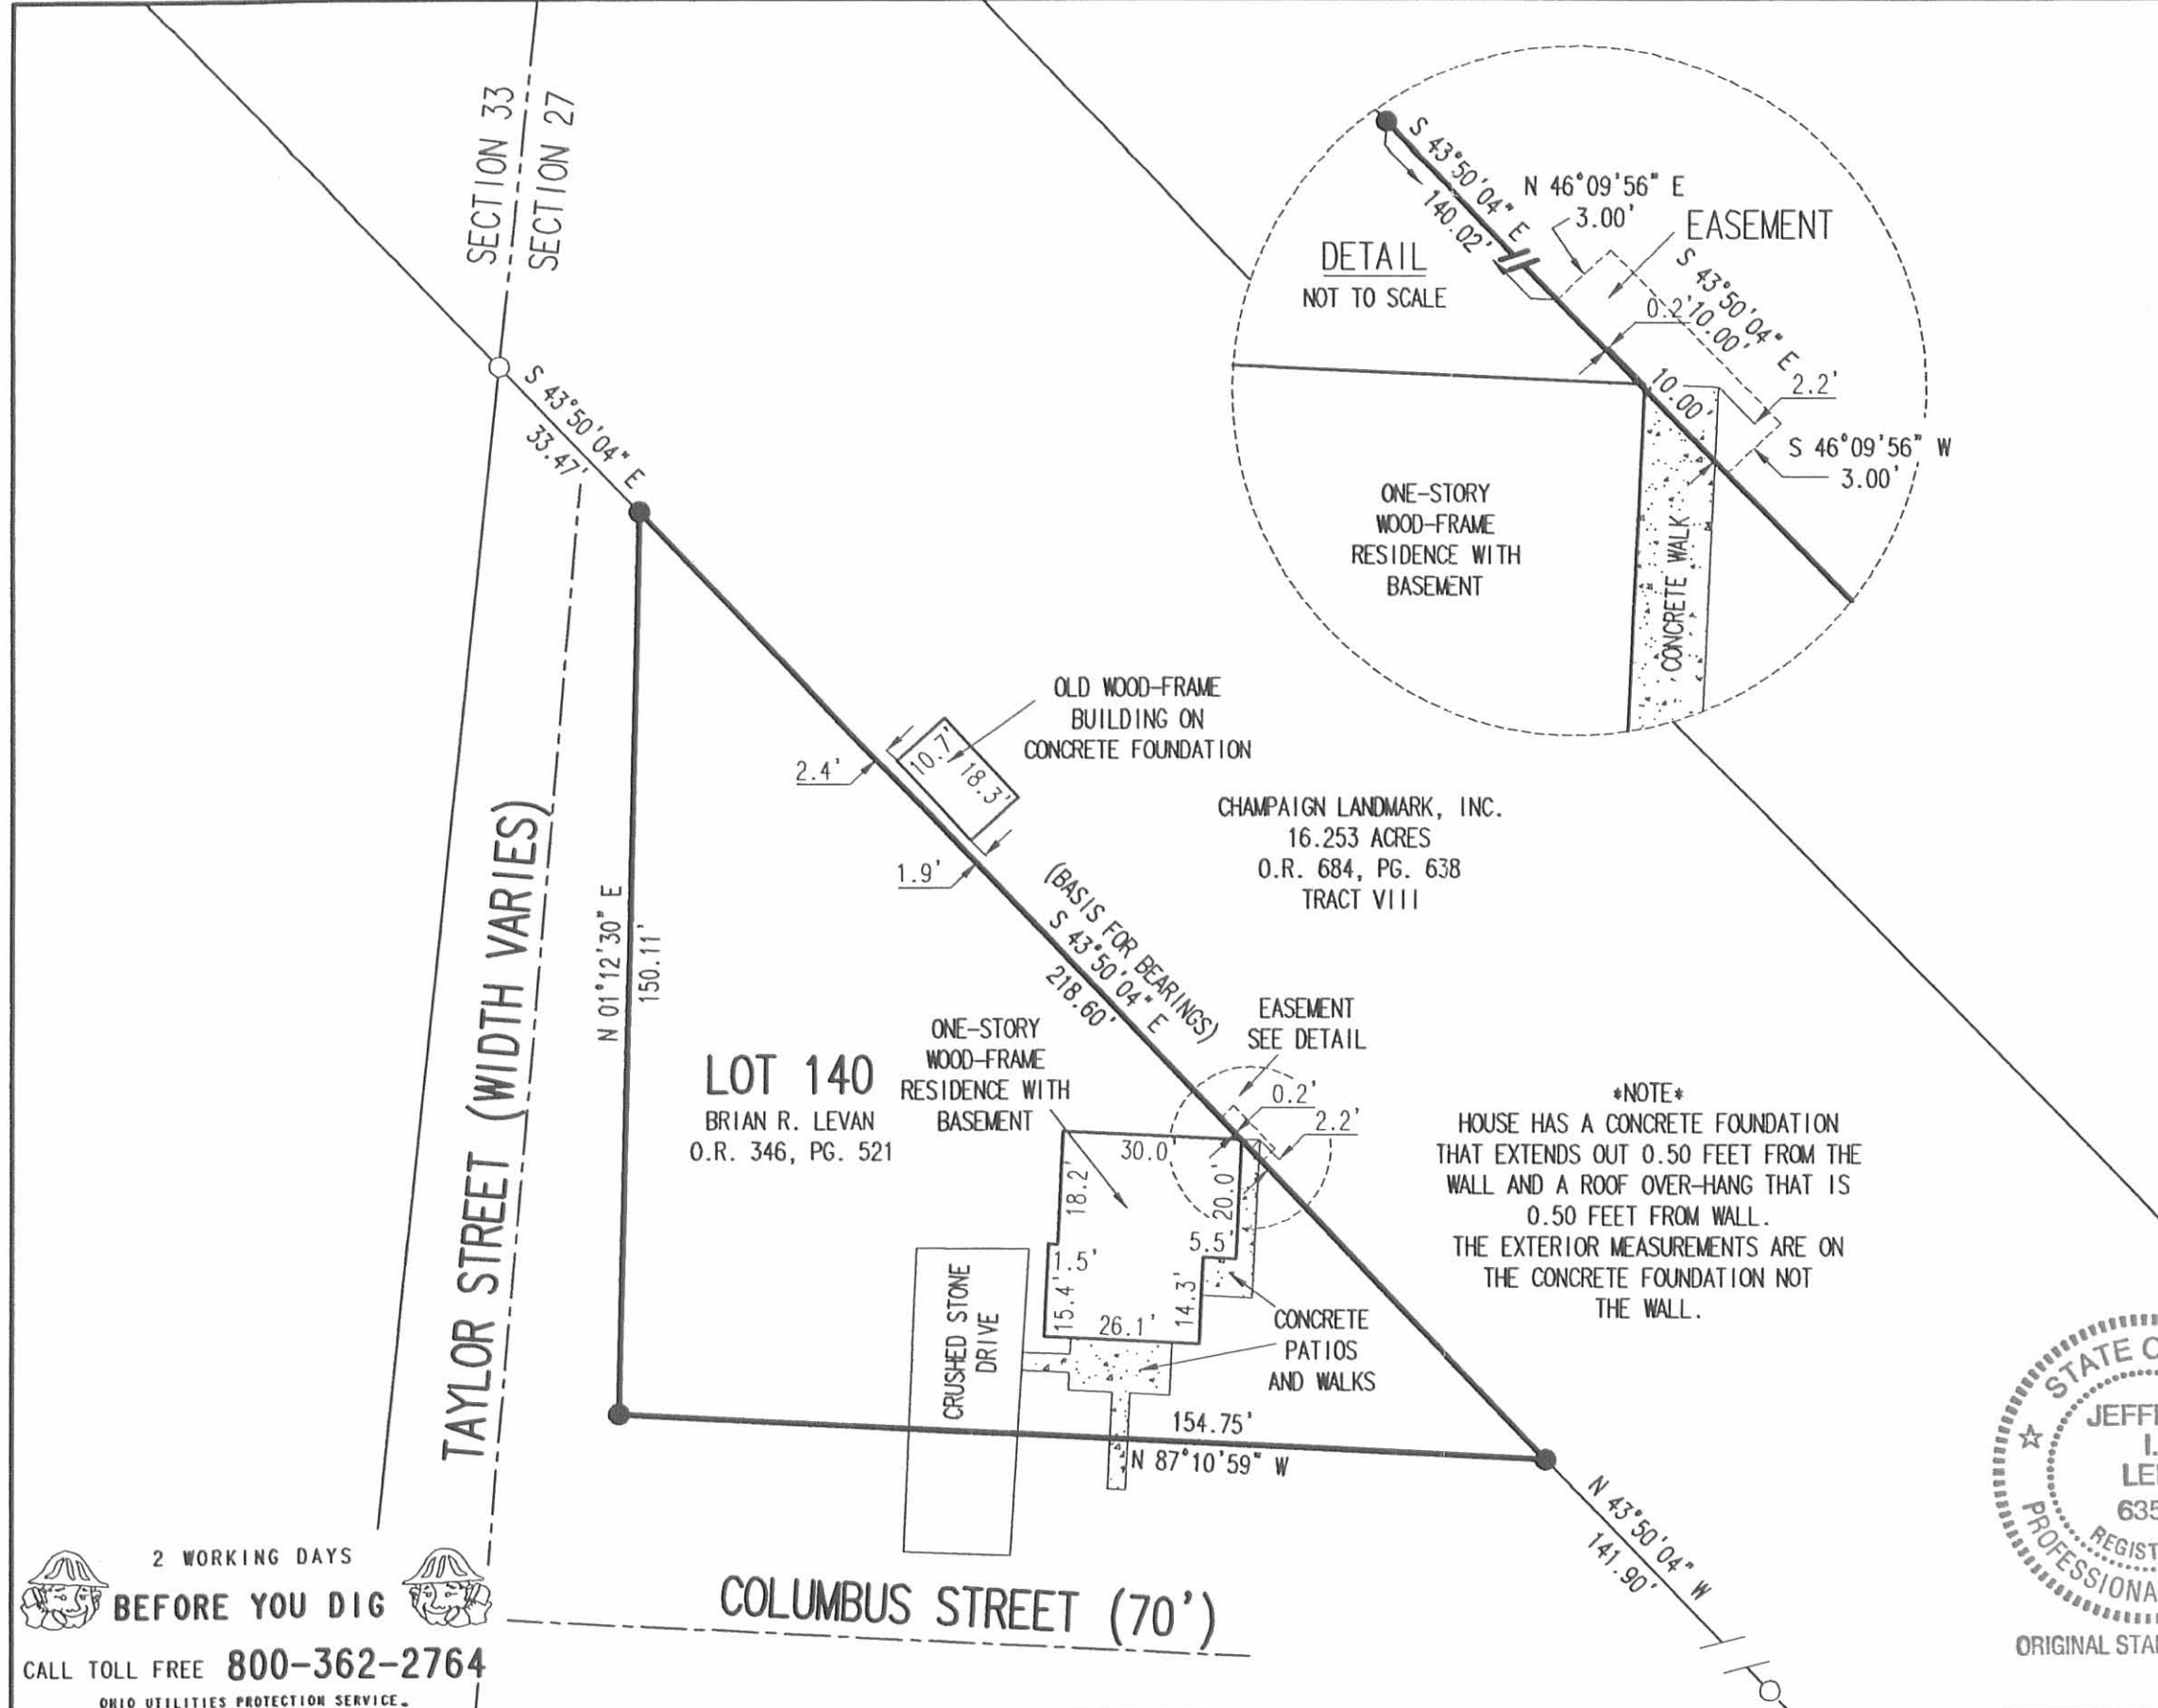 SECTION 33
SECTION 27
S 43°50'04" E
33.47'
S 43°50'04" E
140.02'
N 46°09'56" E
3.00'
EASEMENT
DETAIL
NOT TO SCALE
S 43°50'04" E
10.00'
0.2'
10.00'
2.2'
S 46°09'56" W
3.00'
ONE-STORY
WOOD-FRAME
RESIDENCE WITH
BASEMENT
CONCRETE WALK
OLD WOOD-FRAME
BUILDING ON
CONCRETE FOUNDATION
10.7'
18.3'
2.4'
1.9'
CHAMPAIGN LANDMARK, INC.
16.253 ACRES
O.R. 684, PG. 638
TRACT VIII
(BASIS FOR BEARINGS)
S 43°50'04" E
218.60'
N 01°12'30" E
150.11'
TAYLOR STREET (WIDTH VARIES)
LOT 140
BRIAN R. LEVAN
O.R. 346, PG. 521
ONE-STORY
WOOD-FRAME
RESIDENCE WITH
BASEMENT
EASEMENT
SEE DETAIL
0.2'
2.2'
30.0
18.2'
20.0'
1.5'
5.5'
15.4'
14.3'
26.1'
CRUSHED STONE
DRIVE
CONCRETE
PATIOS
AND WALKS
*NOTE*
HOUSE HAS A CONCRETE FOUNDATION
THAT EXTENDS OUT 0.50 FEET FROM THE
WALL AND A ROOF OVER-HANG THAT IS
0.50 FEET FROM WALL.
THE EXTERIOR MEASUREMENTS ARE ON
THE CONCRETE FOUNDATION NOT
THE WALL.
154.75'
N 87°10'59" W
N 43°50'04" W
141.90'
COLUMBUS STREET (70')
2 WORKING DAYS
BEFORE YOU DIG
CALL TOLL FREE 800-362-2764
OHIO UTILITIES PROTECTION SERVICE.
STATE O
JEFF
I.
LE
635
REGIST
PROFESSIONA
ORIGINAL STA